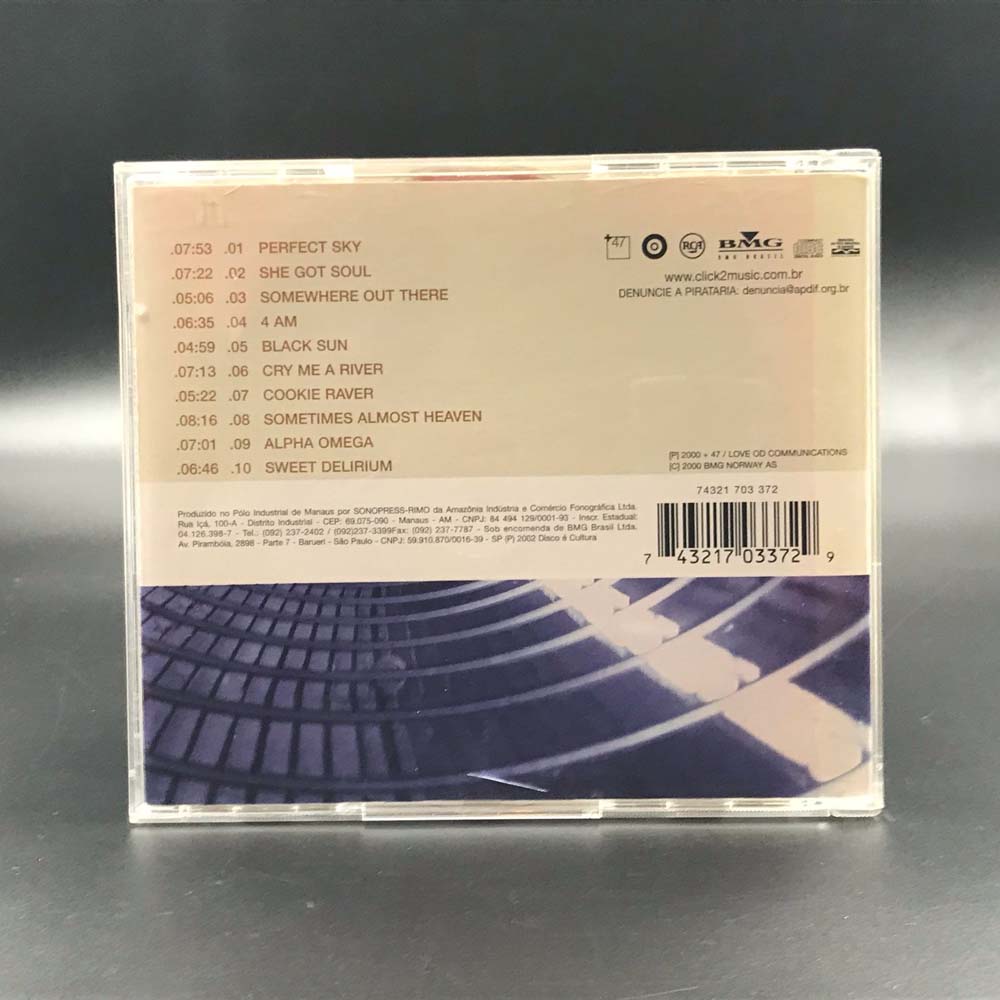 .07:53 .01 PERFECT SKY
.07:22 .02 SHE GOT SOUL
.05:06 .03 SOMEWHERE OUT THERE
.06:35 .04 4 AM
.04:59 .05 BLACK SUN
.07:13 .06 CRY ME A RIVER
.05:22 .07 COOKIE RAVER
.08:16 .08 SOMETIMES ALMOST HEAVEN
.07:01 .09 ALPHA OMEGA
.06:46 .10 SWEET DELIRIUM
+47 RCA BMG
BMG BRASIL
www.click2music.com.br
DENUNCIE A PIRATARIA: denuncia@apdif.org.br
[P] 2000 + 47 / LOVE OD COMMUNICATIONS
[C] 2000 BMG NORWAY AS
74321 703 372
Produzido no Pólo Industrial de Manaus por SONOPRESS-RIMO da Amazônia Indústria e Comércio Fonográfica Ltda.
Rua Içá, 100-A - Distrito Industrial - CEP: 69.075-090 - Manaus - AM - CNPJ: 84 494 129/0001-93 - Inscr. Estadual:
04.126.398-7 - Tel.: (092) 237-2402 / (092)237-3399Fax: (092) 237-7787 - Sob encomenda de BMG Brasil Ltda.
Av. Pirambóia, 2898 - Parte 7 - Barueri - São Paulo - CNPJ: 59.910.870/0016-39 - SP (P) 2002 Disco é Cultura
7 43217 03372 9